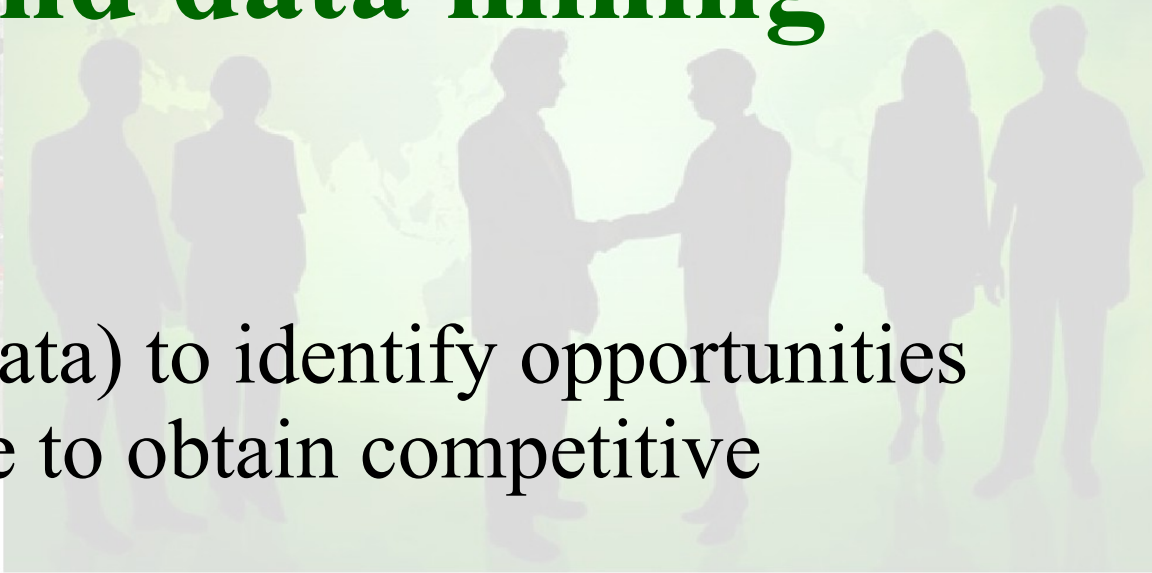 nd data mining
ata) to identify opportunities
e to obtain competitive